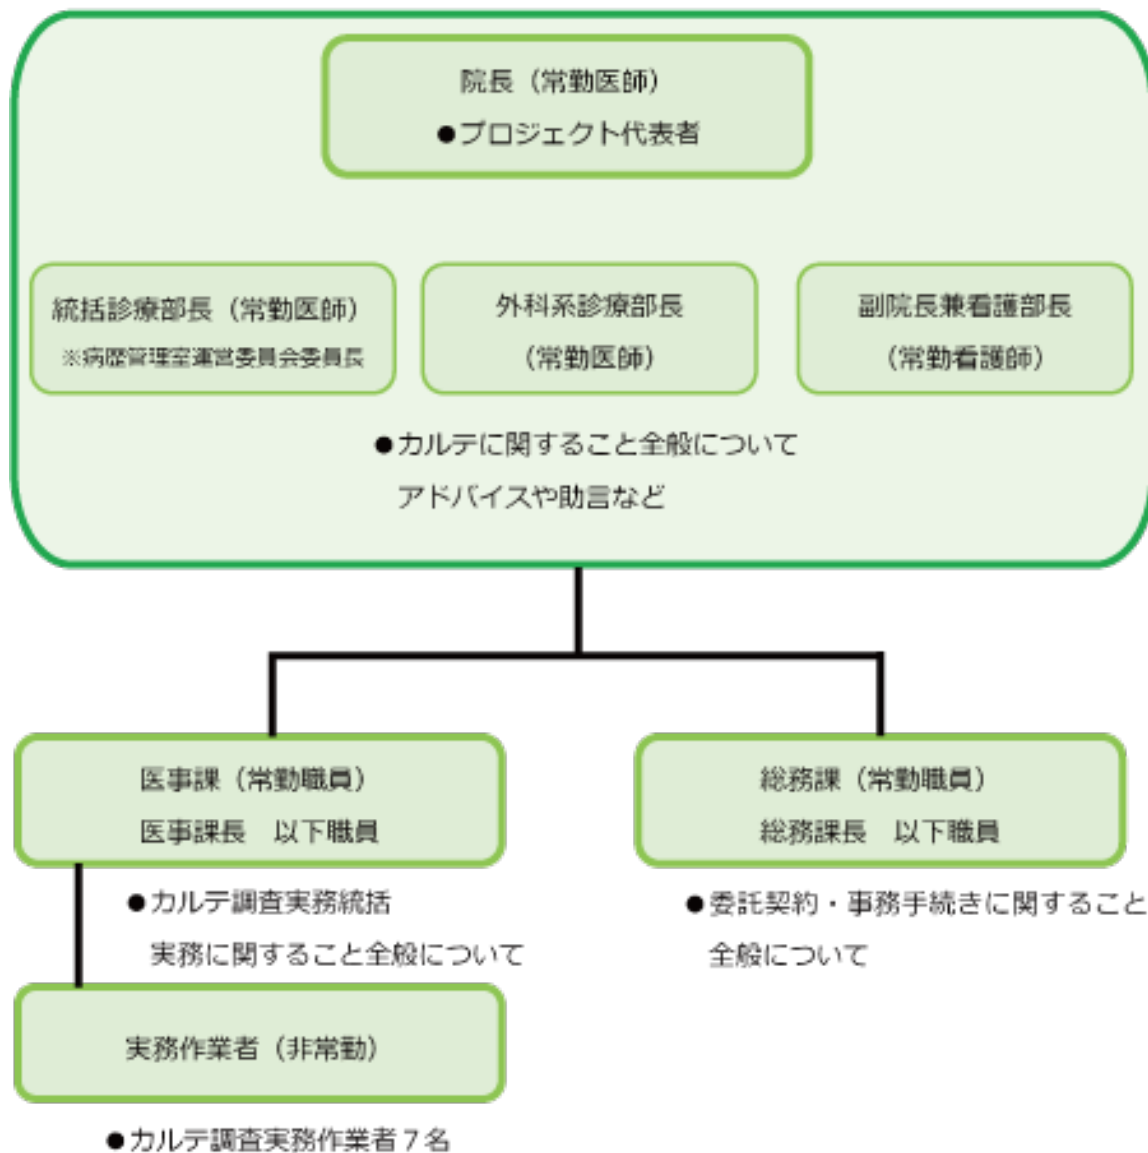 院長（常勤医師）
●プロジェクト代表者
統括診療部長（常勤医師）
※病歴管理室運営委員会委員長
外科系診療部長
（常勤医師）
副院長兼看護部長
（常勤看護師）
●カルテに関すること全般について
アドバイスや助言など
医事課（常勤職員）
医事課長　以下職員
●カルテ調査実務統括
実務に関すること全般について
総務課（常勤職員）
総務課長　以下職員
●委託契約・事務手続きに関すること
全般について
実務作業者（非常勤）
●カルテ調査実務作業者７名